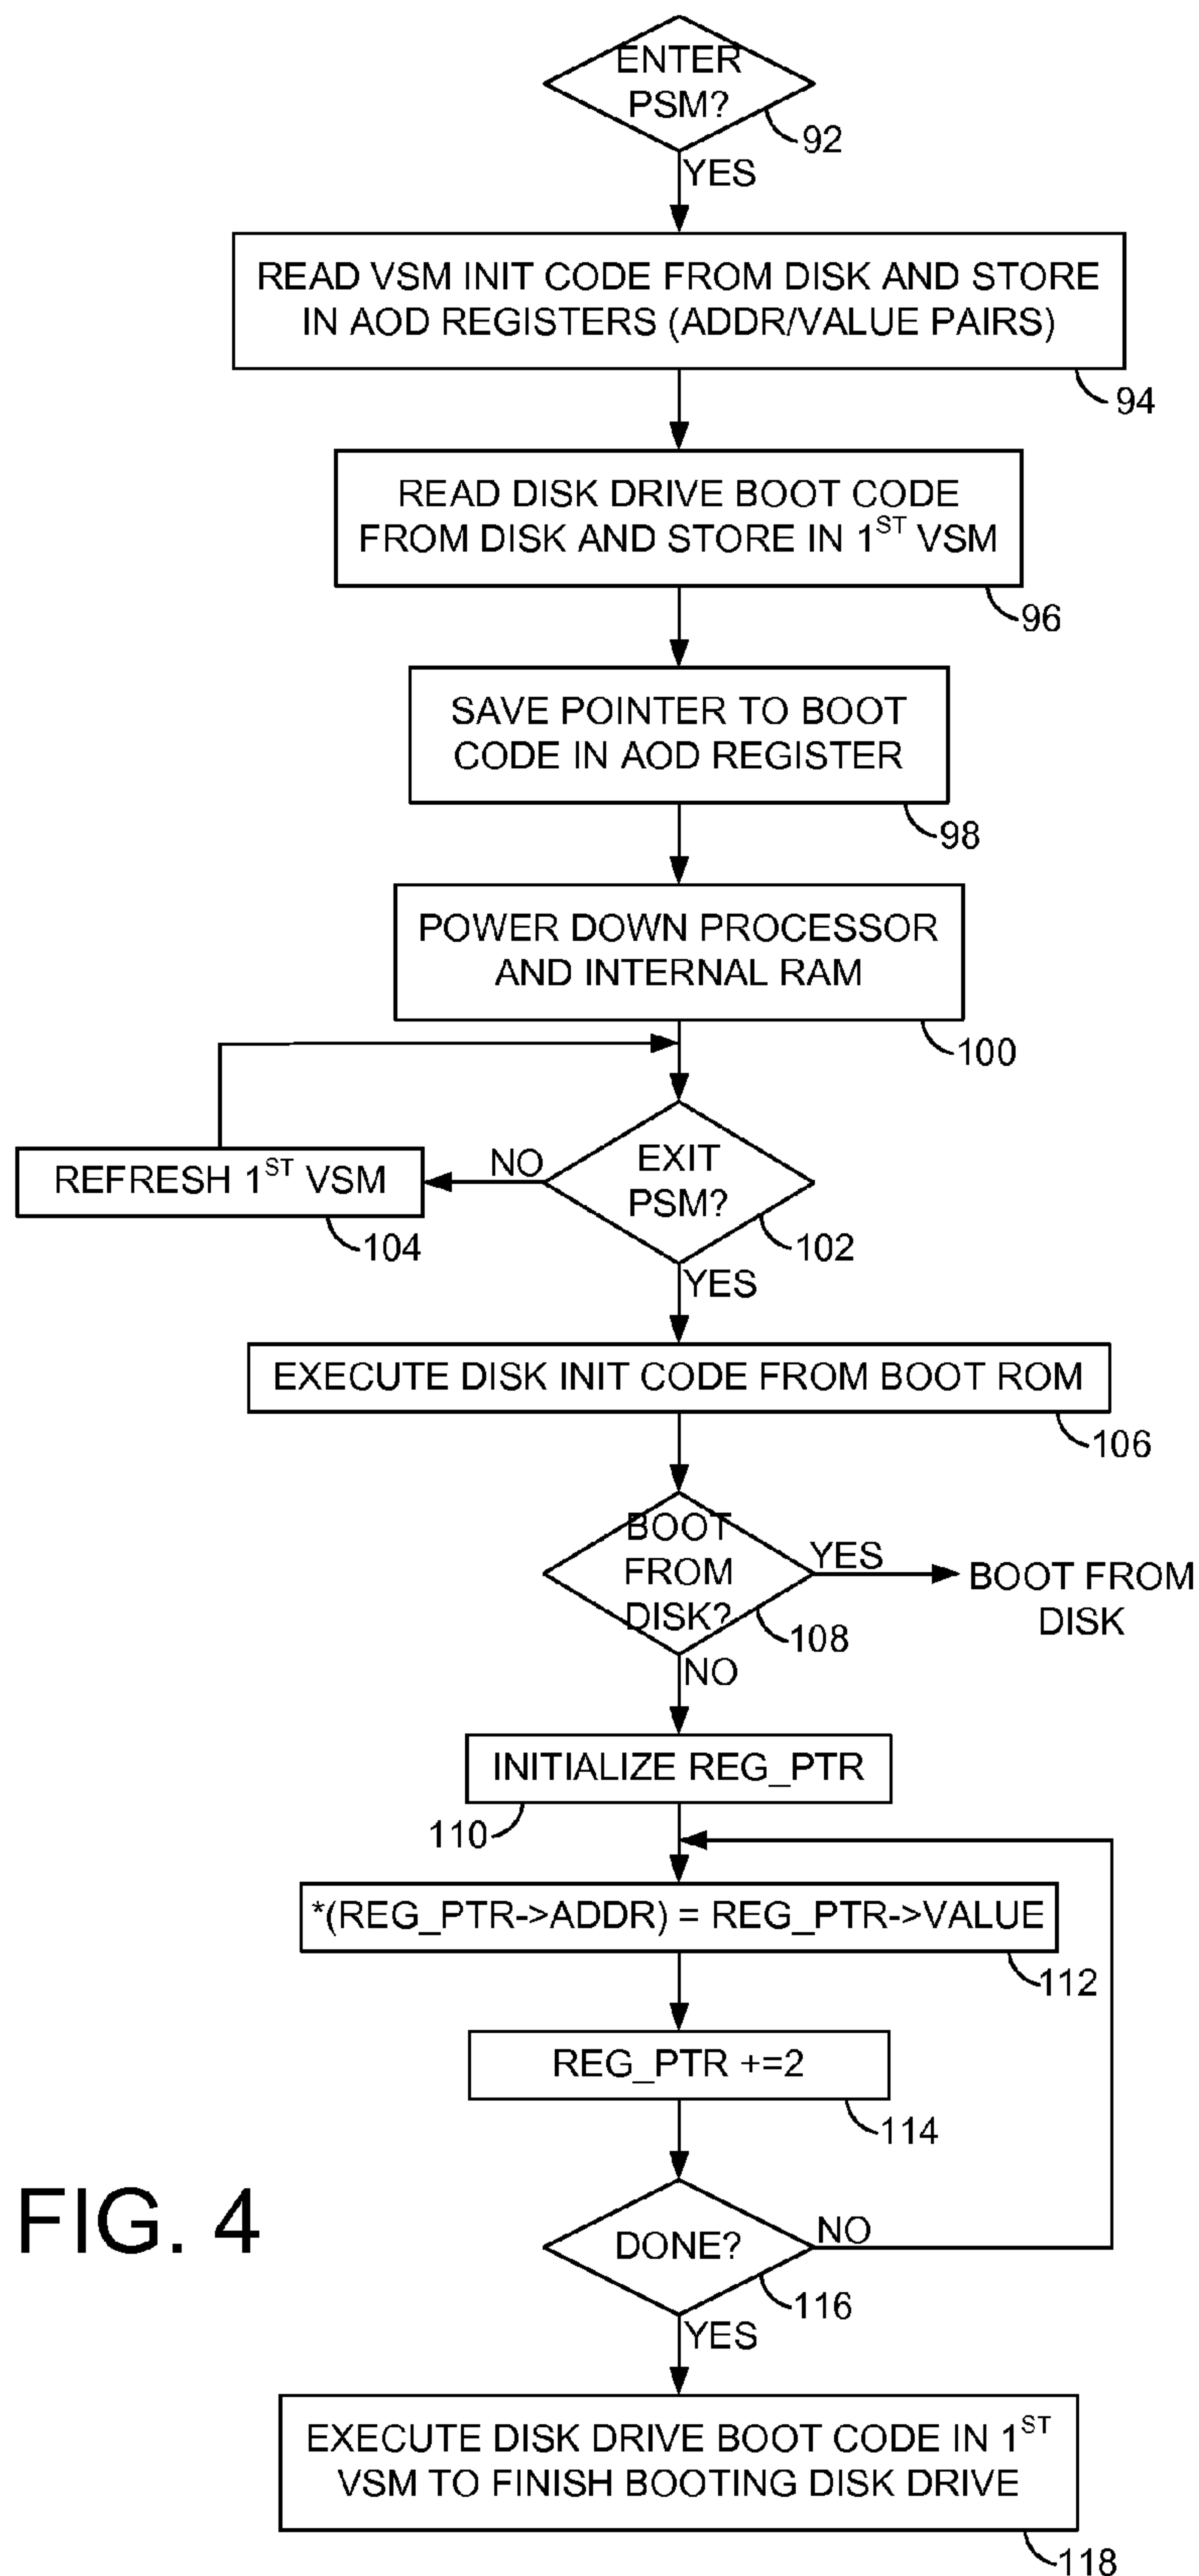 ENTER
PSM?
92
YES
READ VSM INIT CODE FROM DISK AND STORE
IN AOD REGISTERS (ADDR/VALUE PAIRS)
94
READ DISK DRIVE BOOT CODE
FROM DISK AND STORE IN 1ST VSM
96
SAVE POINTER TO BOOT
CODE IN AOD REGISTER
98
POWER DOWN PROCESSOR
AND INTERNAL RAM
100
EXIT
PSM?
102
NO
REFRESH 1ST VSM
104
YES
EXECUTE DISK INIT CODE FROM BOOT ROM
106
BOOT
FROM
DISK?
108
YES
BOOT FROM
DISK
NO
INITIALIZE REG_PTR
110
*(REG_PTR->ADDR) = REG_PTR->VALUE
112
REG_PTR +=2
114
DONE?
116
NO
YES
EXECUTE DISK DRIVE BOOT CODE IN 1ST
VSM TO FINISH BOOTING DISK DRIVE
118
FIG. 4